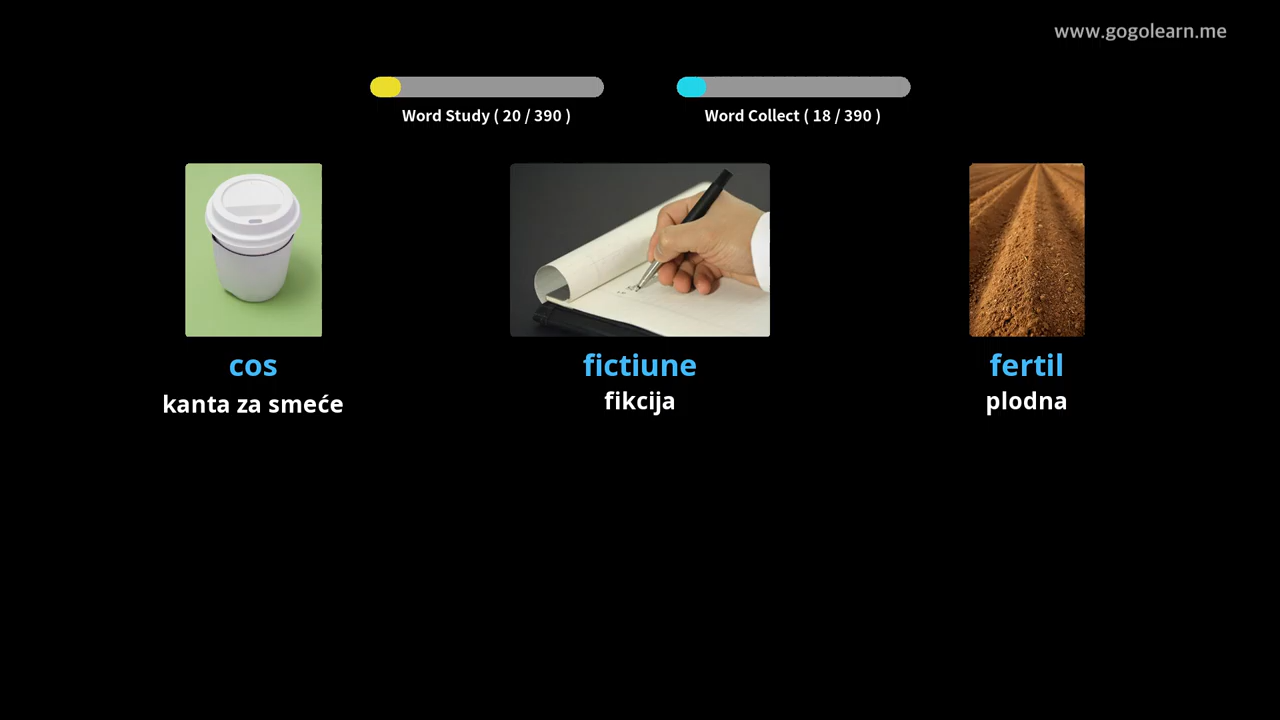 www.gogolearn.me
Word Study ( 20 / 390 )
Word Collect ( 18 / 390 )
cos
kanta za smeće
fictiune
fikcija
fertil
plodna